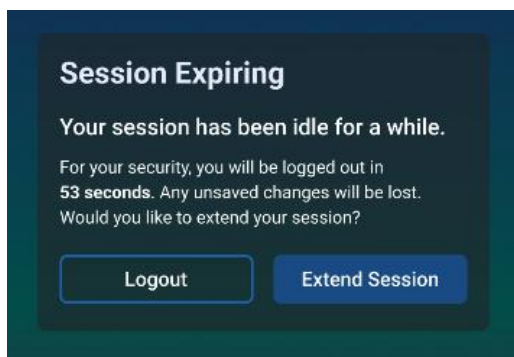 Session Expiring
Your session has been idle for a while.
For your security, you will be logged out in
53 seconds. Any unsaved changes will be lost.
Would you like to extend your session?
Logout
Extend Session